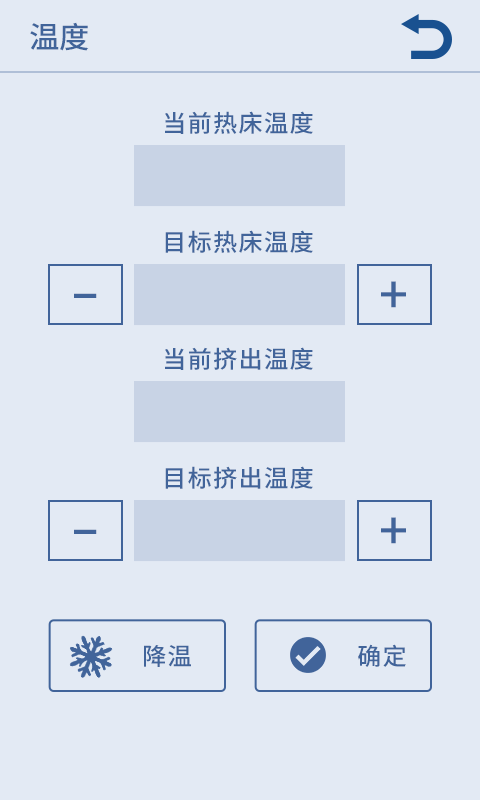 温度
当前热床温度
目标热床温度
− +
当前挤出温度
目标挤出温度
− +
降温 确定